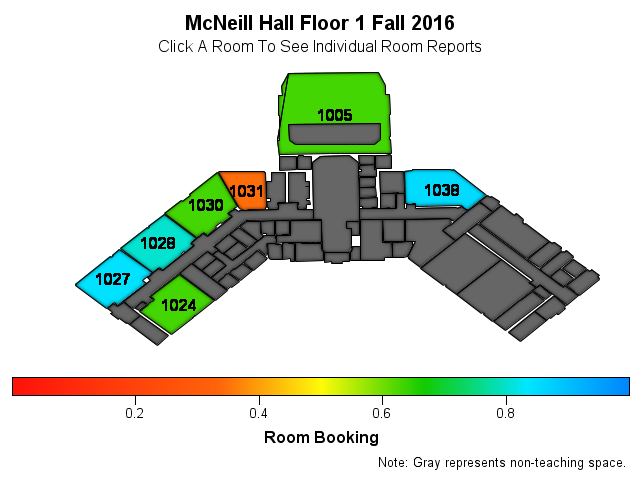 McNeill Hall Floor 1 Fall 2016
Click A Room To See Individual Room Reports
1005
1031
1038
1030
1028
1027
1024
0.2 0.4 0.6 0.8
Room Booking
Note: Gray represents non-teaching space.